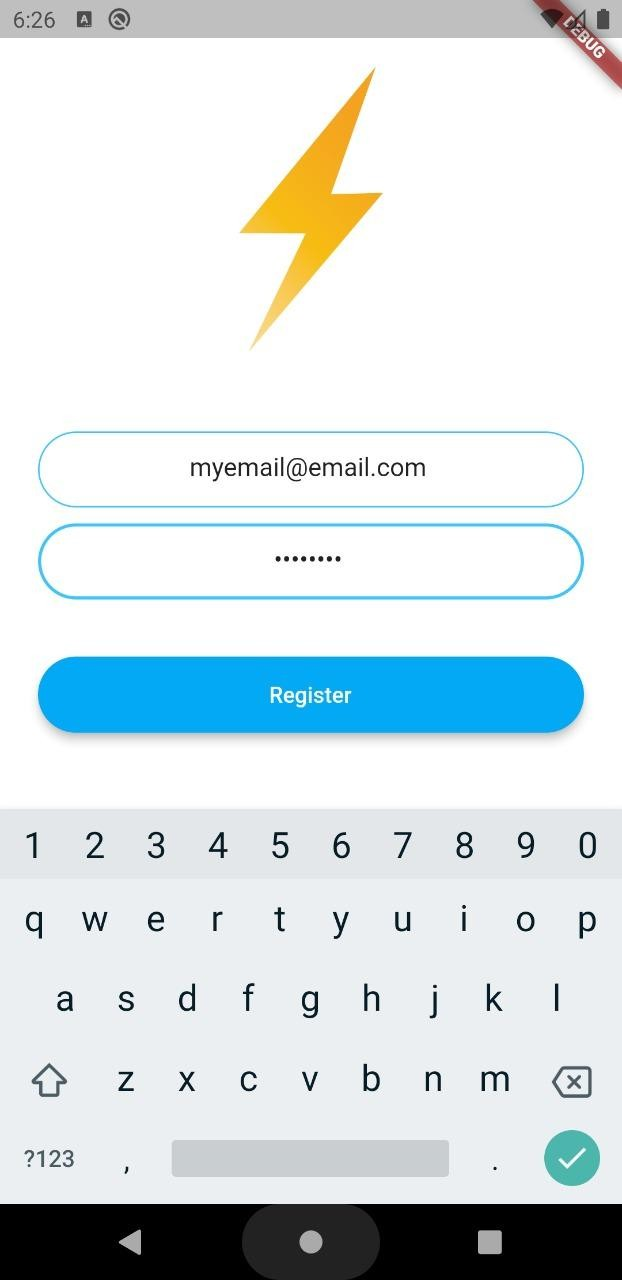 6:26 A
DEBUG
myemail@email.com
••••••••
Register
1 2 3 4 5 6 7 8 9 0
q w e r t y u i o p
a s d f g h j k l
z x c v b n m
?123 , .